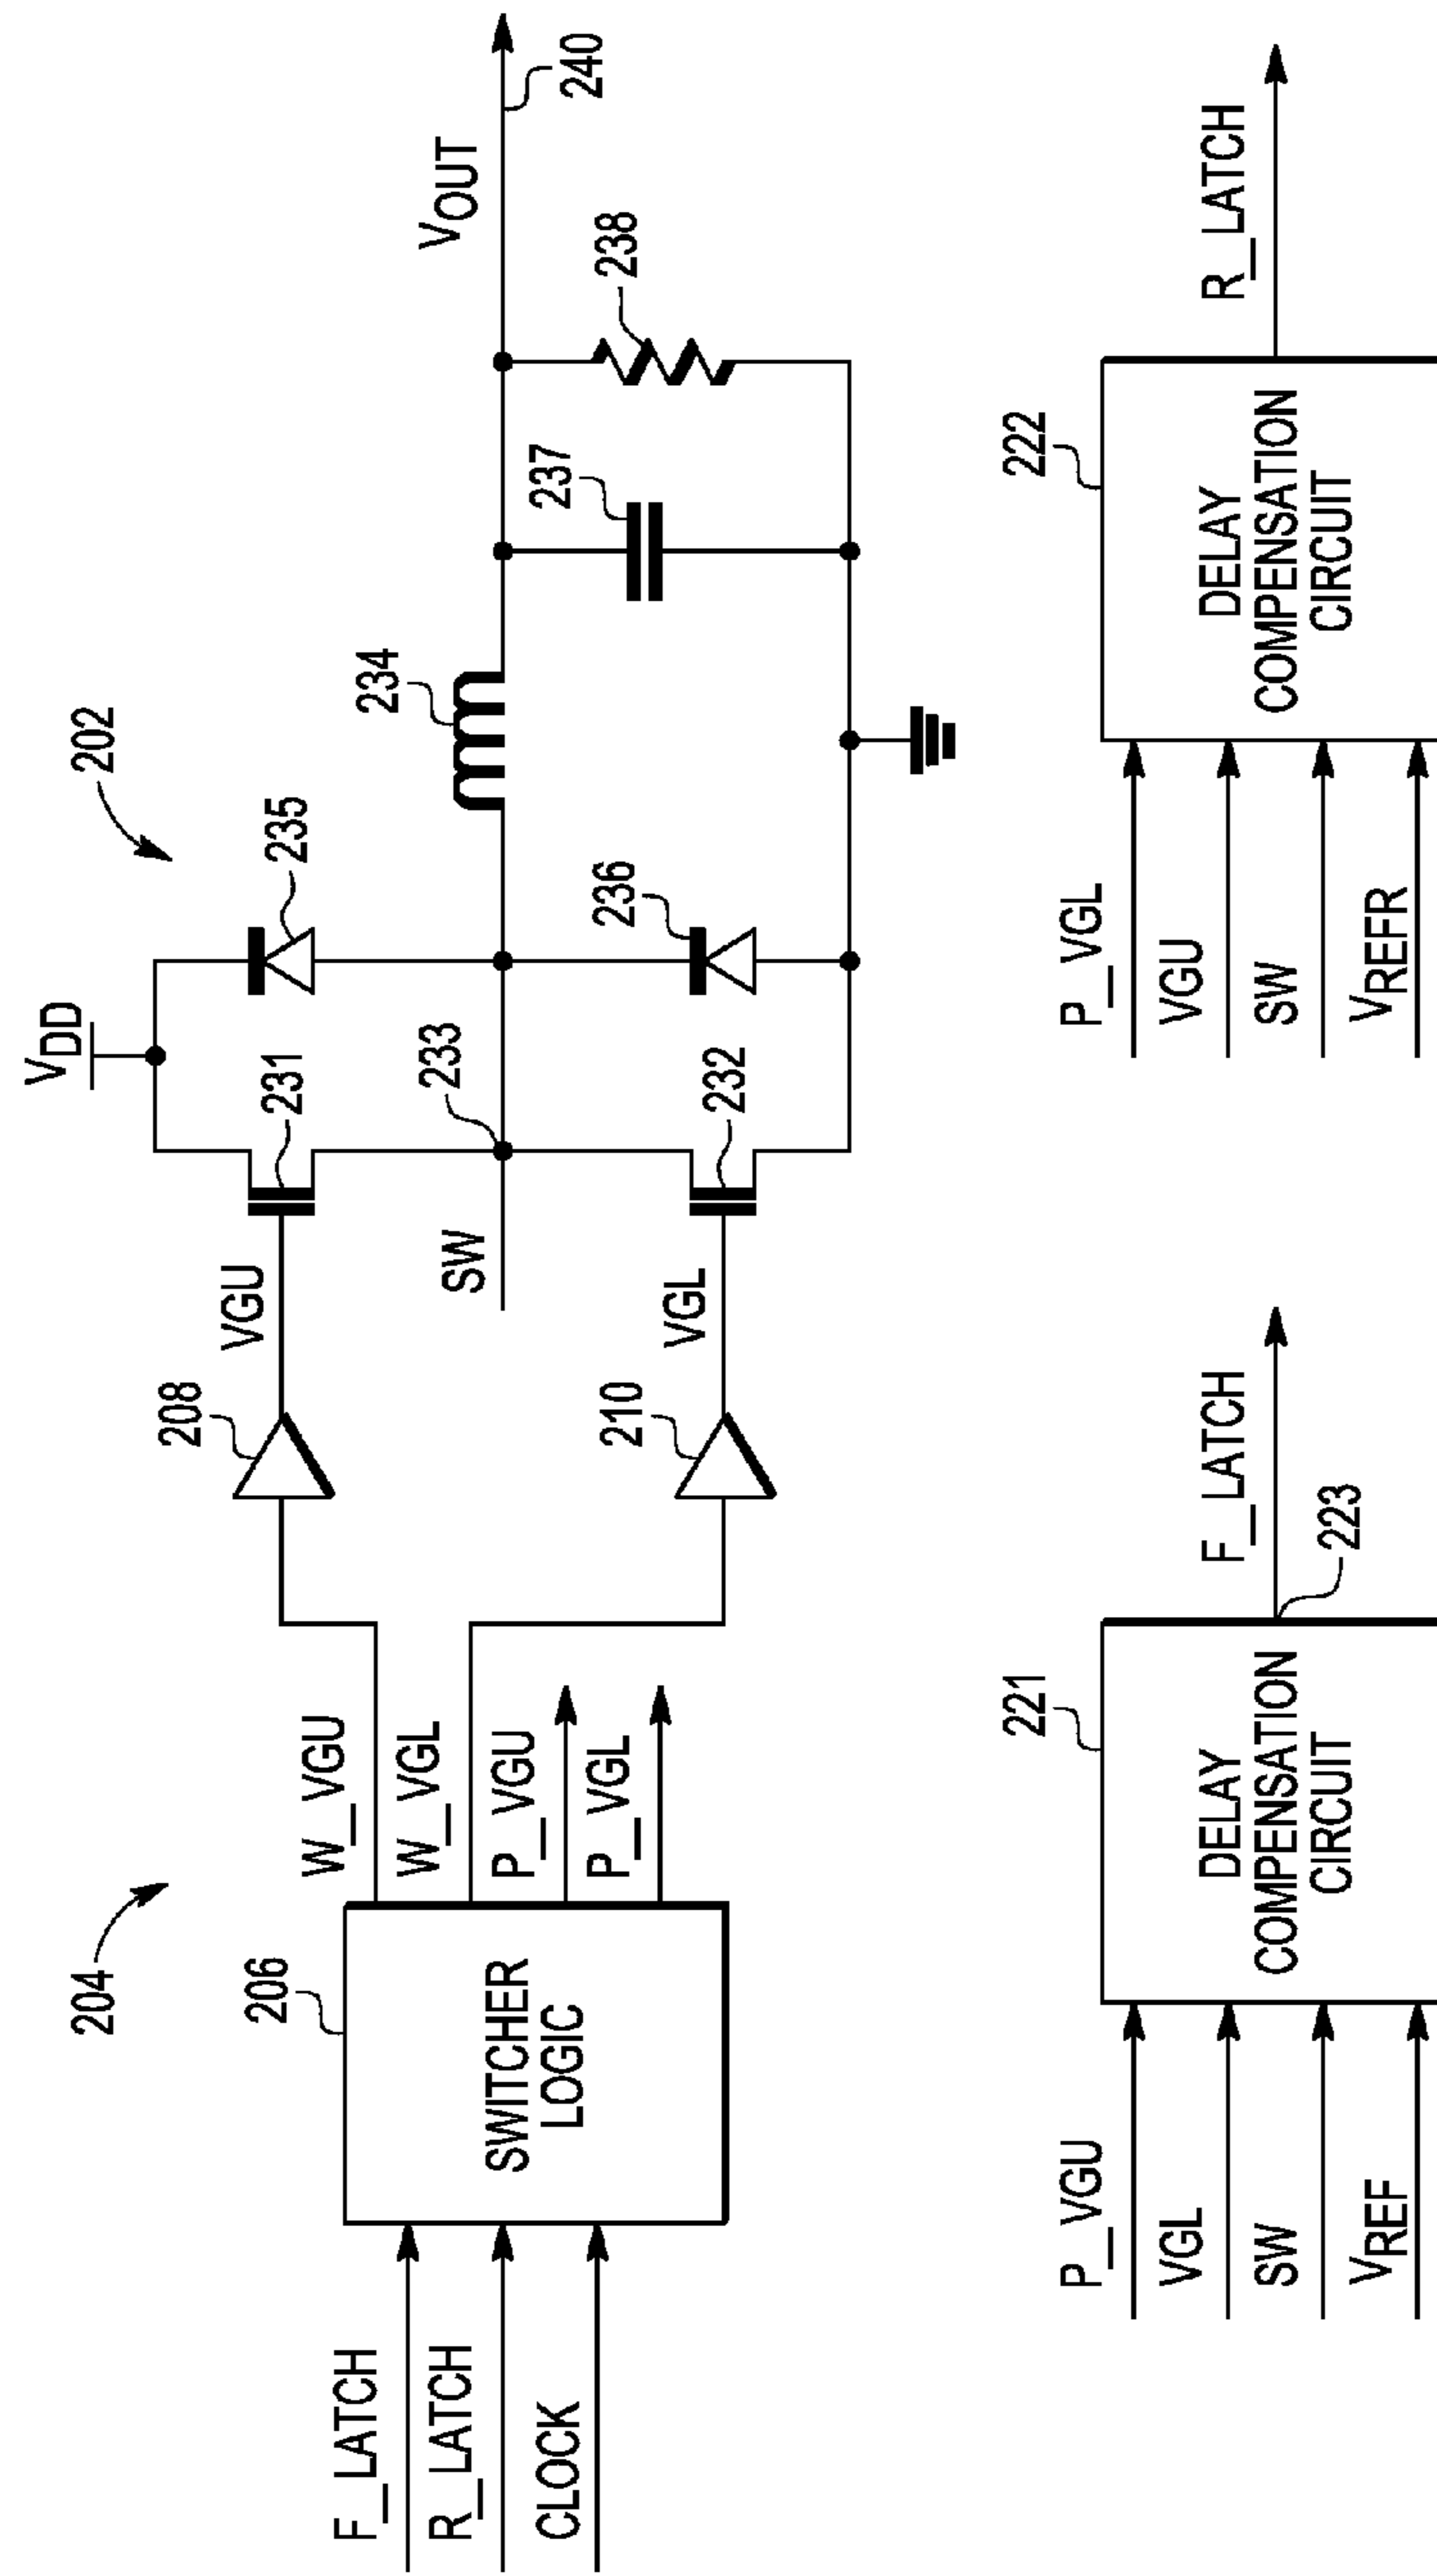 204
202
206
F_LATCH
R_LATCH
CLOCK
SWITCHER
LOGIC
W_VGU
W_VGL
P_VGU
P_VGL
208
210
VGU
SW
VGL
VDD
231
233
232
235
236
234
237
238
VOUT
240
221
P_VGU
VGL
SW
VREF
DELAY
COMPENSATION
CIRCUIT
F_LATCH
223
222
P_VGL
VGU
SW
VREFR
DELAY
COMPENSATION
CIRCUIT
R_LATCH